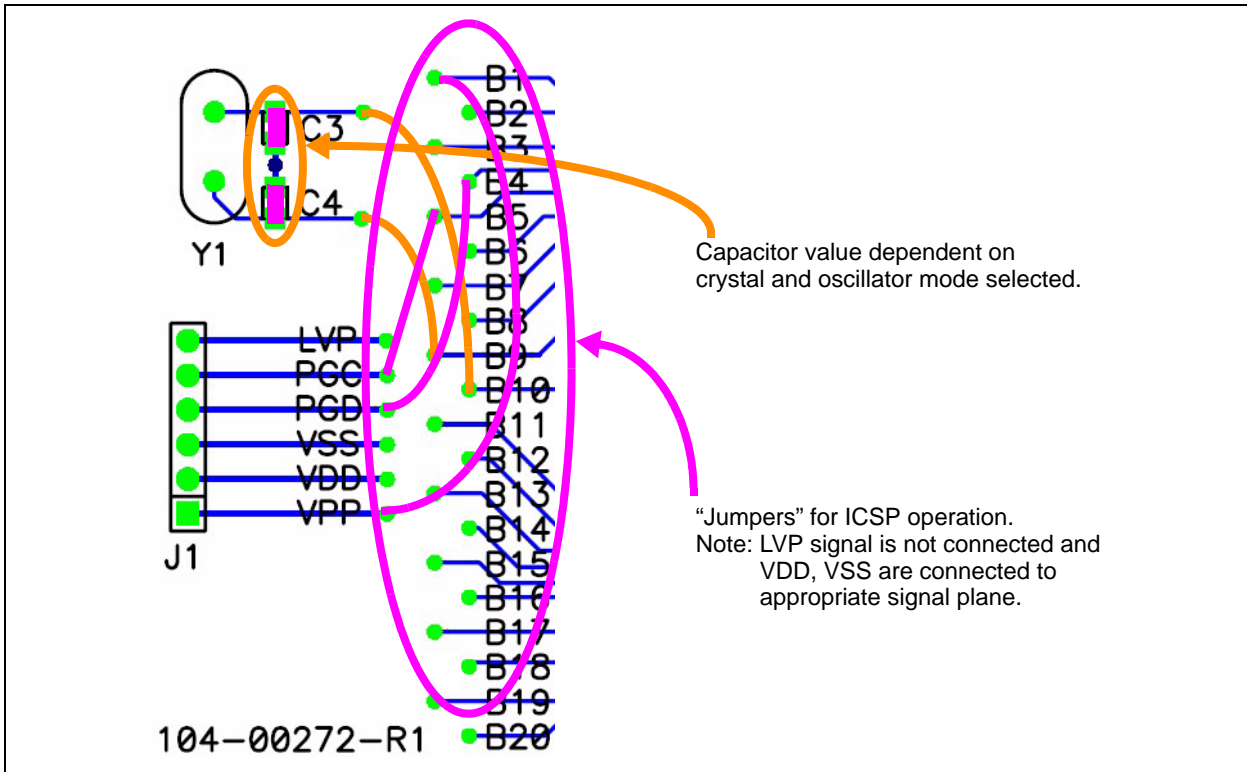 B1
B2
C3
B3
B4
C4
B5
Y1
B6
B7
B8
LVP
B9
PGC
B10
PGD
B11
VSS
B12
VDD
B13
VPP
B14
J1
B15
B16
B17
B18
B19
104-00272-R1
B20
Capacitor value dependent on
crystal and oscillator mode selected.
“Jumpers” for ICSP operation.
Note: LVP signal is not connected and
VDD, VSS are connected to
appropriate signal plane.